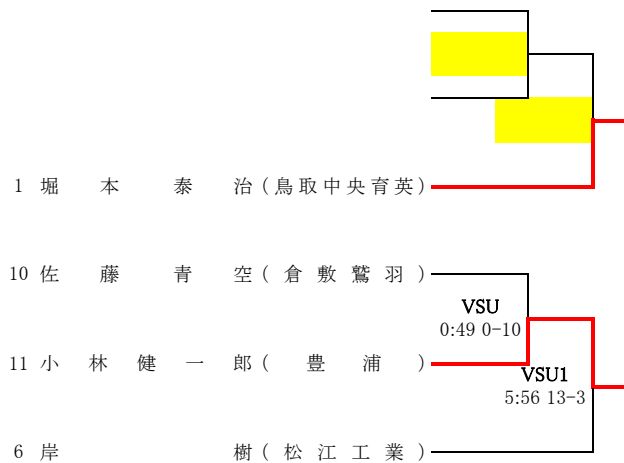 1 堀本泰治(鳥取中央育英)
10 佐藤青空(倉敷鷲羽)
VSU
0:49 0-10
11 小林健一郎(豊浦)
VSU1
5:56 13-3
6 岸樹(松江工業)